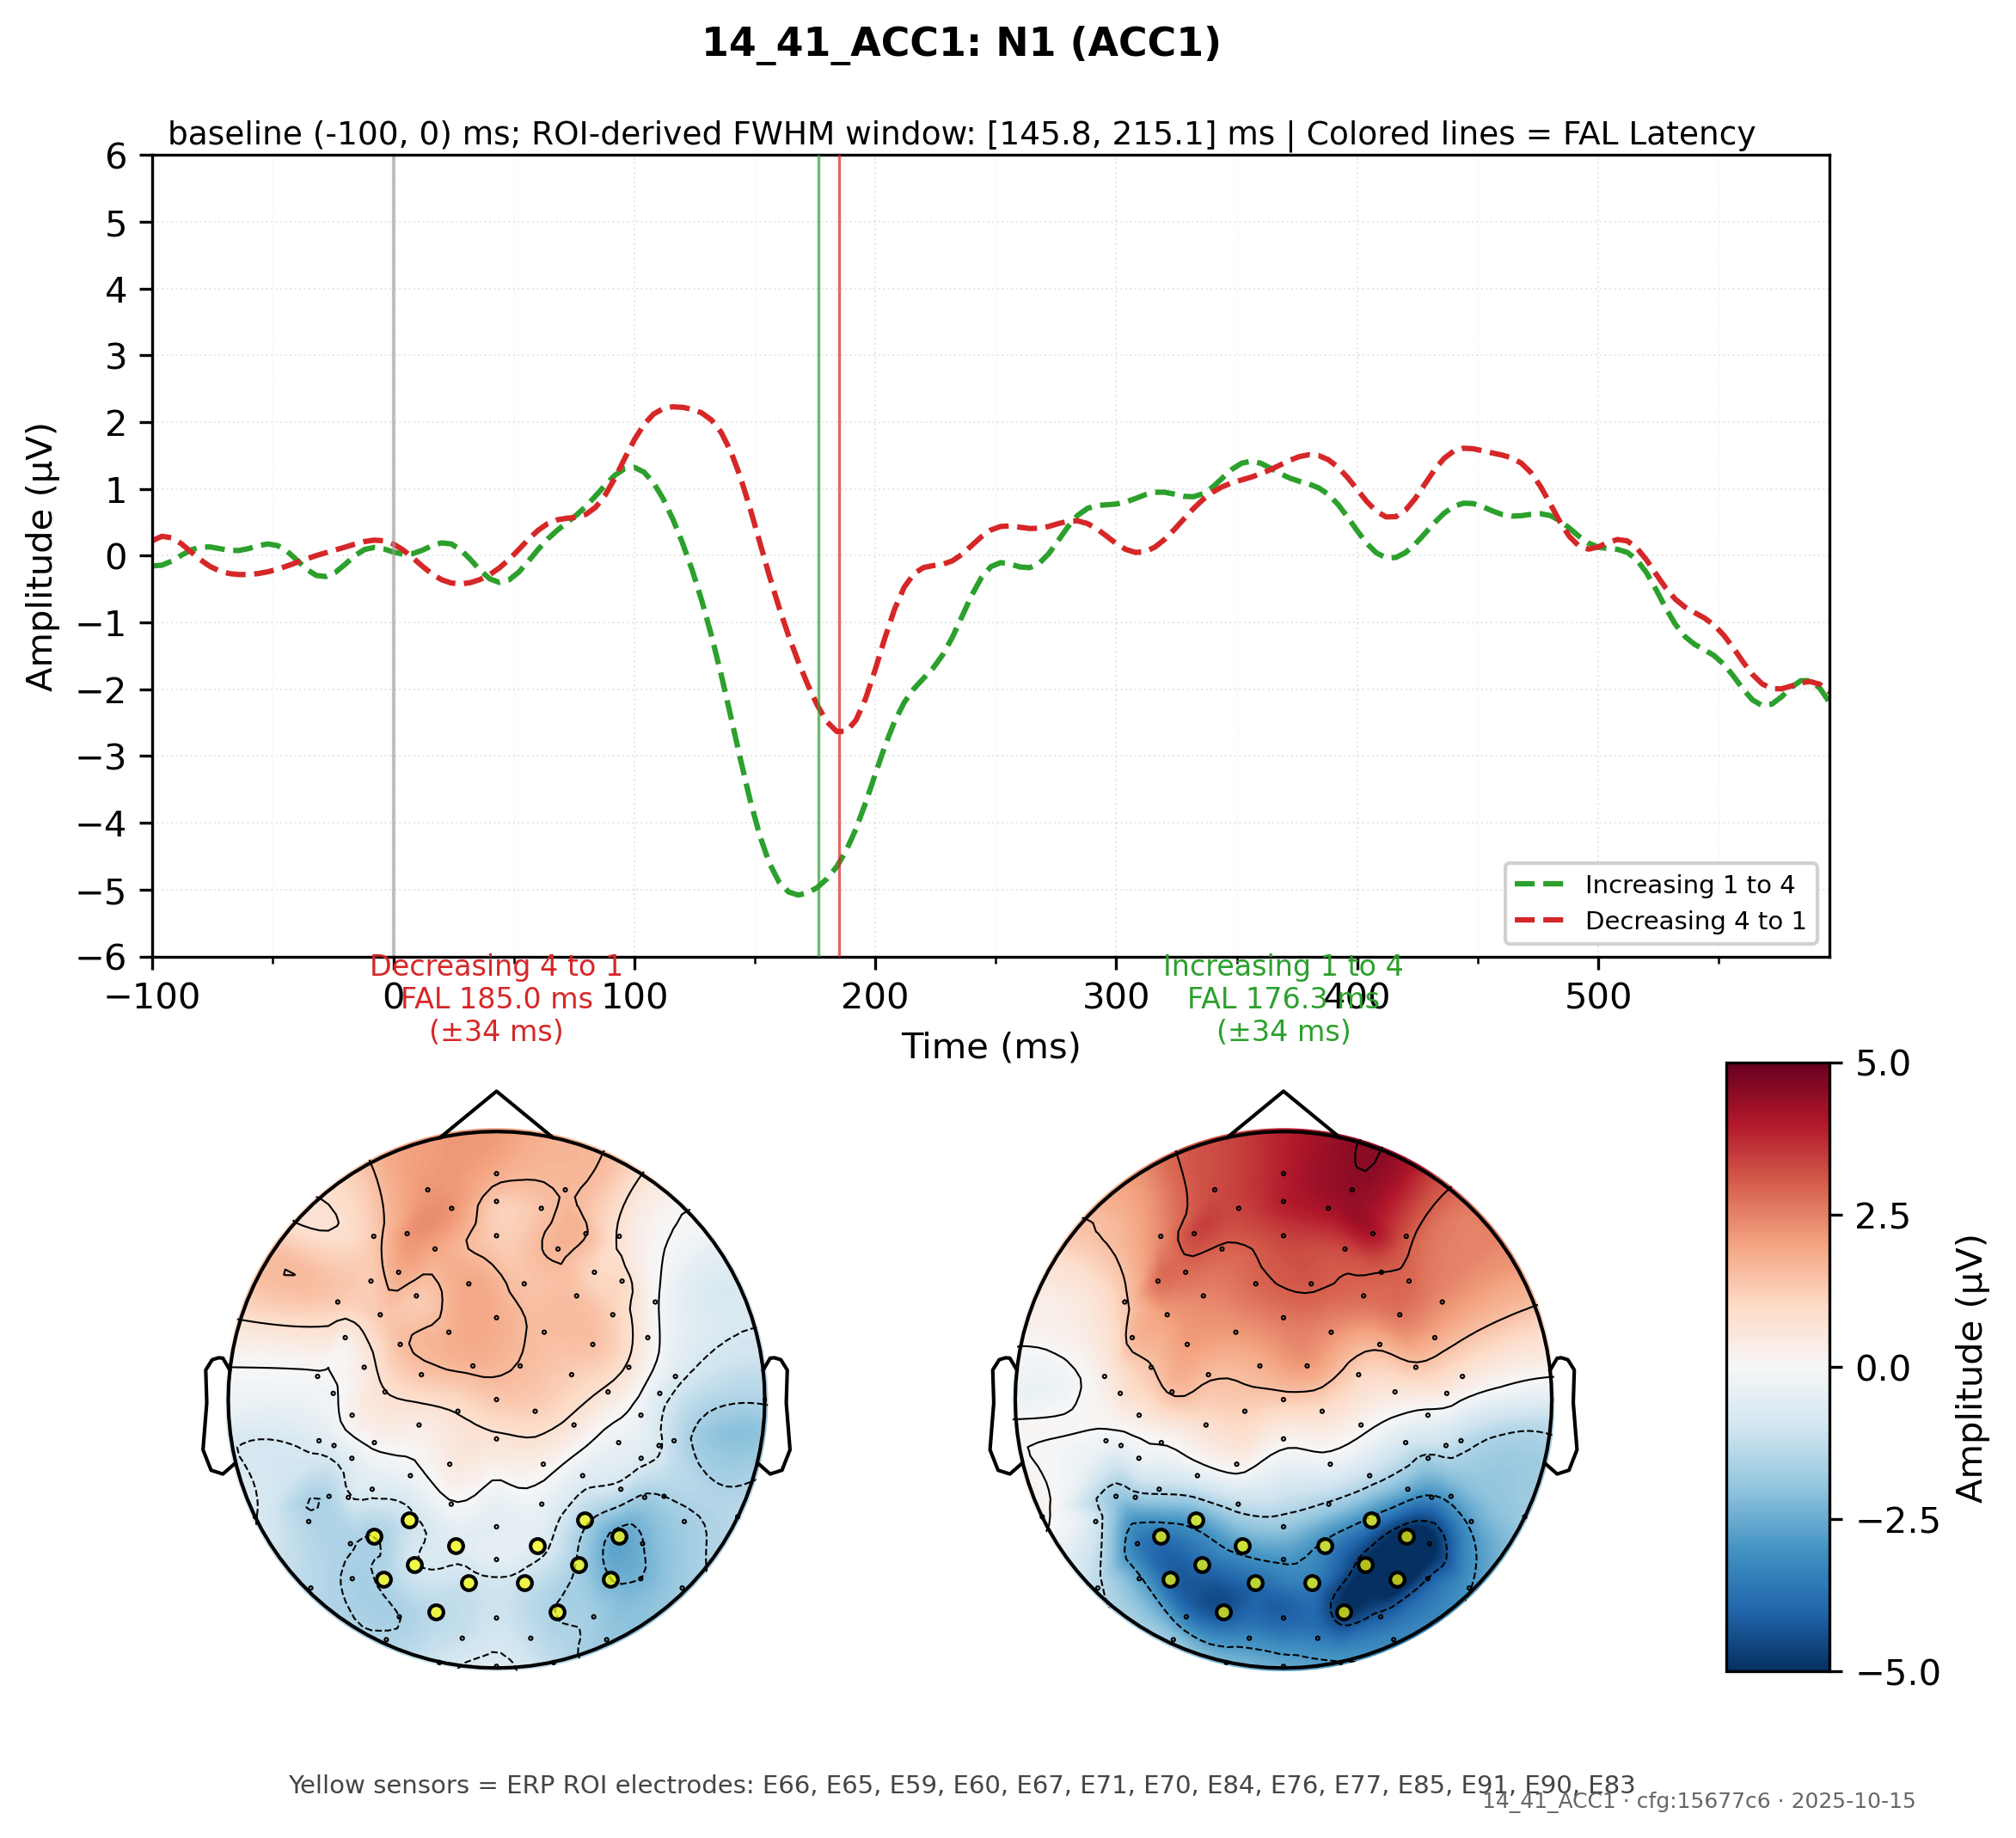 14_41_ACC1: N1 (ACC1)
baseline (-100, 0) ms; ROI-derived FWHM window: [145.8, 215.1] ms | Colored lines = FAL Latency
6
5
4
3
2
1
0
−1
−2
−3
−4
−5
−6
Amplitude (µV)
Increasing 1 to 4
Decreasing 4 to 1
−100
0
100
200
300
400
500
Time (ms)
Decreasing 4 to 1
FAL 185.0 ms
(±34 ms)
Increasing 1 to 4
FAL 176.3 ms
(±34 ms)
5.0
2.5
0.0
−2.5
−5.0
Amplitude (µV)
Yellow sensors = ERP ROI electrodes: E66, E65, E59, E60, E67, E71, E70, E84, E76, E77, E85, E91, E90, E83
14_41_ACC1 · cfg:15677c6 · 2025-10-15